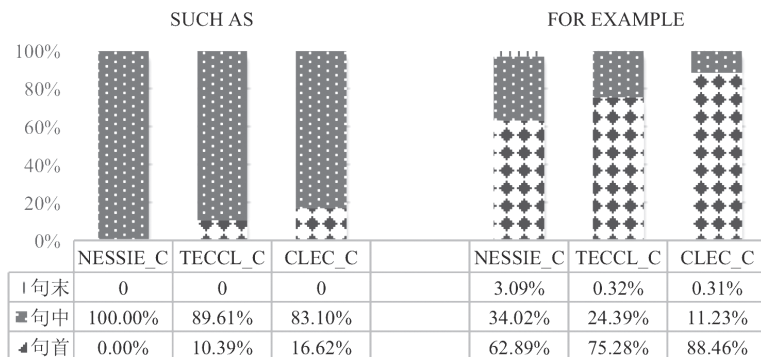 SUCH AS FOR EXAMPLE
100%
80%
60%
40%
20%
0%
NESSIE_C TECCL_C CLEC_C NESSIE_C TECCL_C CLEC_C
句末 0 0 0 3.09% 0.32% 0.31%
句中 100.00% 89.61% 83.10% 34.02% 24.39% 11.23%
句首 0.00% 10.39% 16.62% 62.89% 75.28% 88.46%